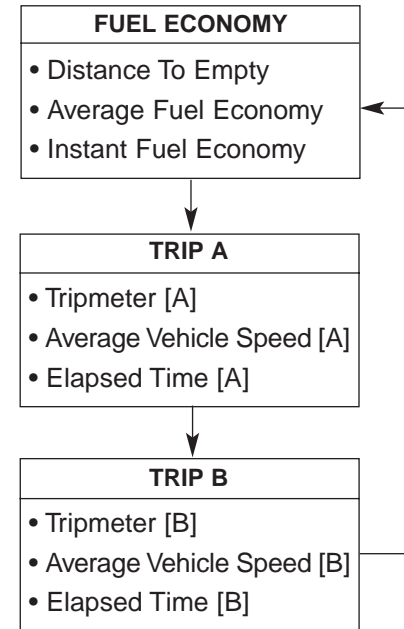 FUEL ECONOMY
• Distance To Empty
• Average Fuel Economy
• Instant Fuel Economy
TRIP A
• Tripmeter [A]
• Average Vehicle Speed [A]
• Elapsed Time [A]
TRIP B
• Tripmeter [B]
• Average Vehicle Speed [B]
• Elapsed Time [B]